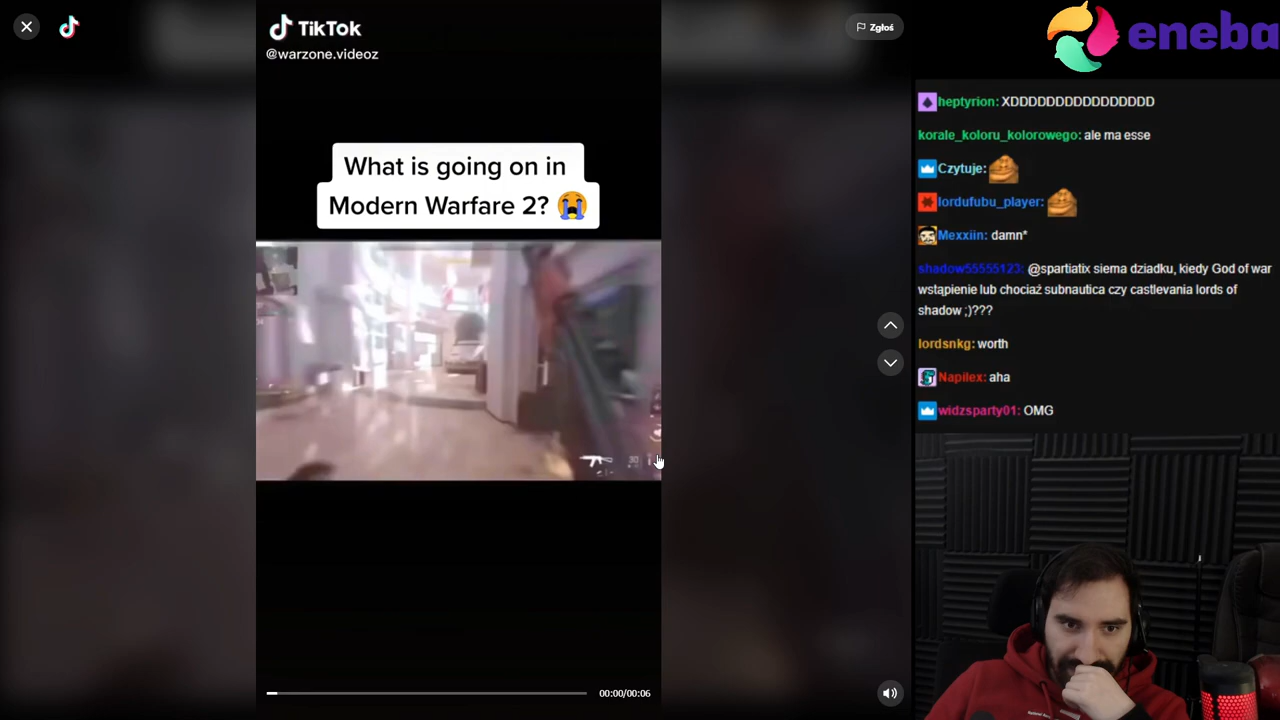 TikTok
@warzone.videoz
Zgłoś
What is going on in
Modern Warfare 2? 😭
00:00/00:06
eneba
heptyrion: XDDDDDDDDDDDDDDDD
korale_koloru_kolorowego: ale ma esse
Czytuje:
lordufubu_player:
Mexxiin: damn*
shadow55555123: @spartiatix siema dziadku, kiedy God of war
wstąpienie lub chociaż subnautica czy castlevania lords of
shadow ;)???
lordsnkg: worth
Napilex: aha
widzsparty01: OMG